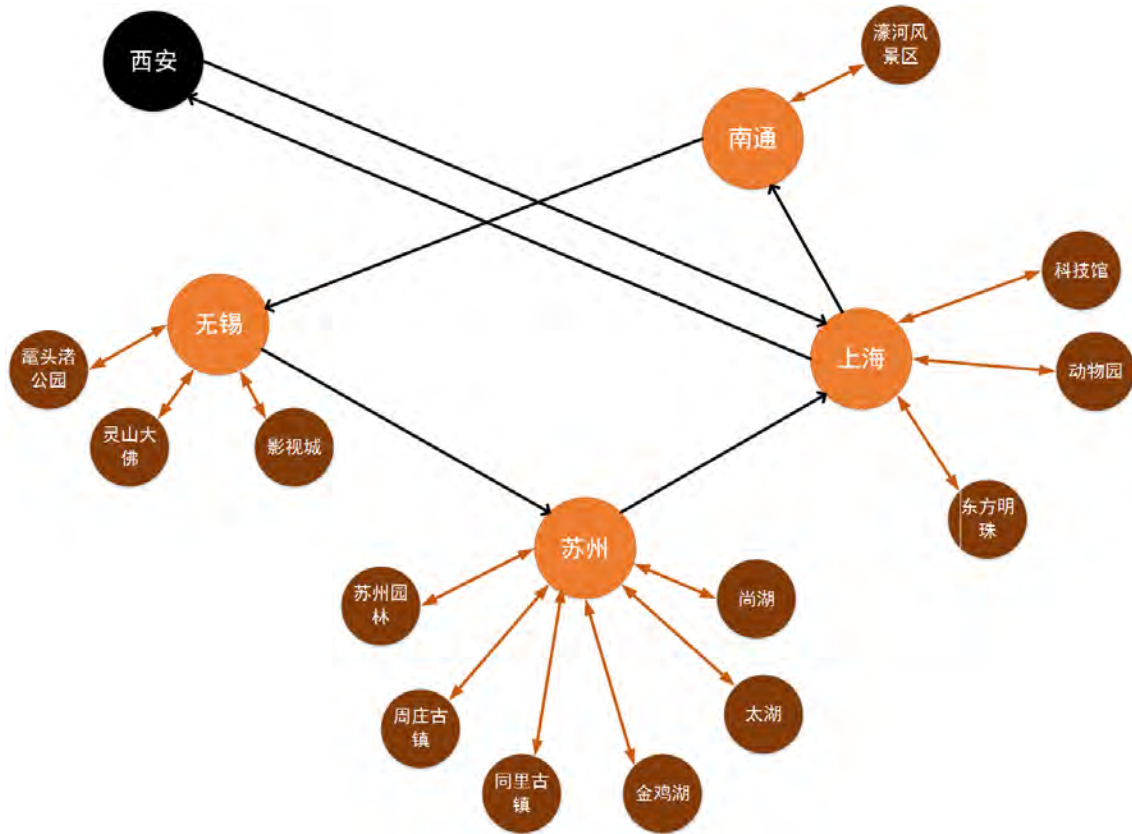 西安
濠河风
景区
南通
科技馆
无锡
上海
鼋头渚
公园
动物园
灵山大
佛
影视城
东方明
珠
苏州
苏州园
林
尚湖
周庄古
镇
太湖
同里古
镇
金鸡湖